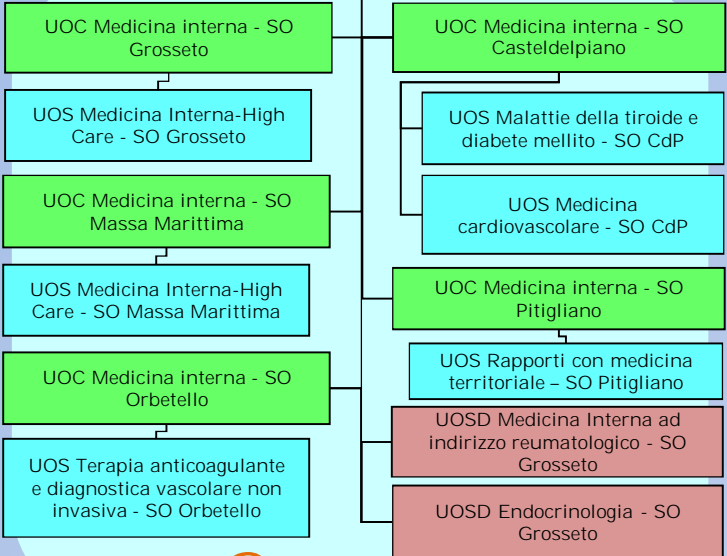 UOC Medicina interna - SO
Grosseto
UOS Medicina Interna-High
Care - SO Grosseto
UOC Medicina interna - SO
Massa Marittima
UOS Medicina Interna-High
Care - SO Massa Marittima
UOC Medicina interna - SO
Orbetello
UOS Terapia anticoagulante
e diagnostica vascolare non
invasiva - SO Orbetello
UOC Medicina interna - SO
Casteldelpiano
UOS Malattie della tiroide e
diabete mellito - SO CdP
UOS Medicina
cardiovascolare - SO CdP
UOC Medicina interna - SO
Pitigliano
UOS Rapporti con medicina
territoriale – SO Pitigliano
UOSD Medicina Interna ad
indirizzo reumatologico - SO
Grosseto
UOSD Endocrinologia - SO
Grosseto